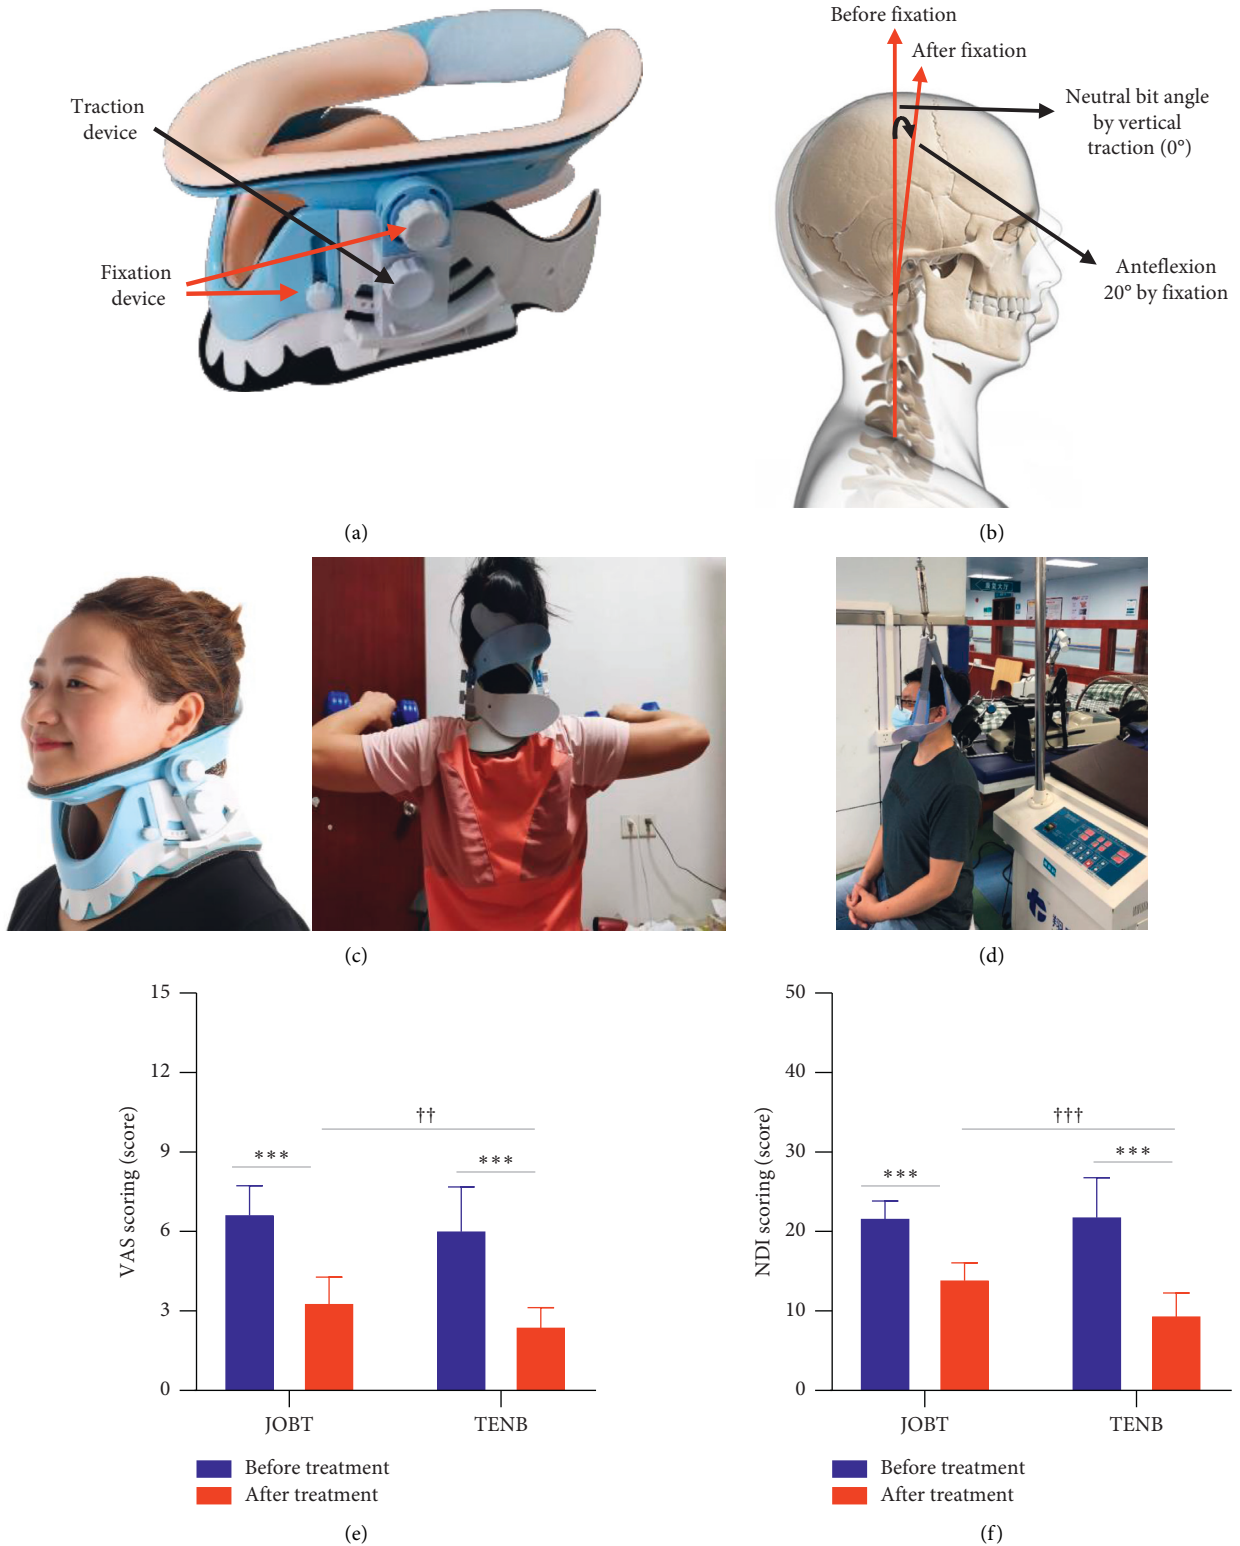 Traction
device
Fixation
device
(a)
Before fixation
After fixation
Neutral bit angle
by vertical
traction (0°)
Anteflexion
20° by fixation
(b)
(c)
(d)
15
12
9
6
3
0
VAS scoring (score)
***
††
***
JOBT
TENB
Before treatment
After treatment
(e)
50
40
30
20
10
0
NDI scoring (score)
***
†††
***
JOBT
TENB
Before treatment
After treatment
(f)